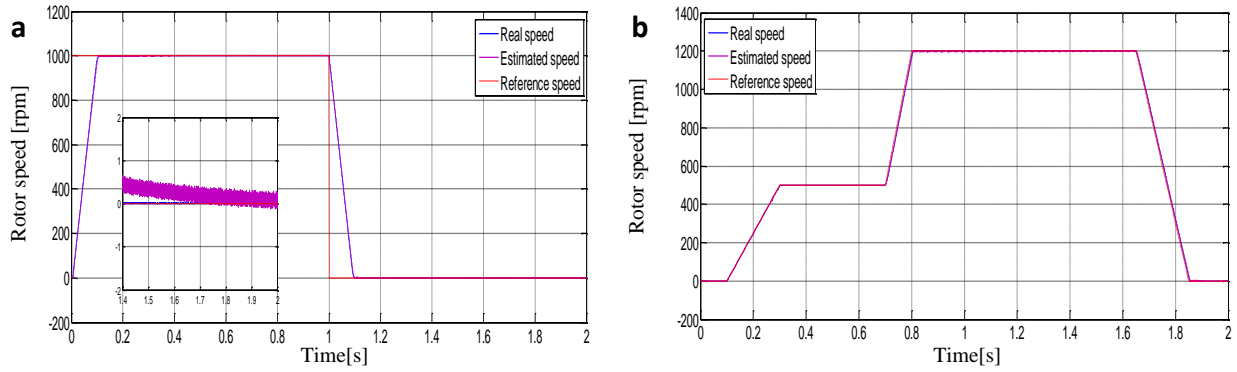 a
Real speed
Estimated speed
Reference speed
1200
1000
800
600
400
200
0
-200
2
1
0
-1
-2
1.4 1.5 1.6 1.7 1.8 1.9 2
0 0.2 0.4 0.6 0.8 1 1.2 1.4 1.6 1.8 2
Rotor speed [rpm]
Time[s]
b
Real speed
Estimated speed
Reference speed
1400
1200
1000
800
600
400
200
0
-200
0 0.2 0.4 0.6 0.8 1 1.2 1.4 1.6 1.8 2
Rotor speed [rpm]
Time[s]